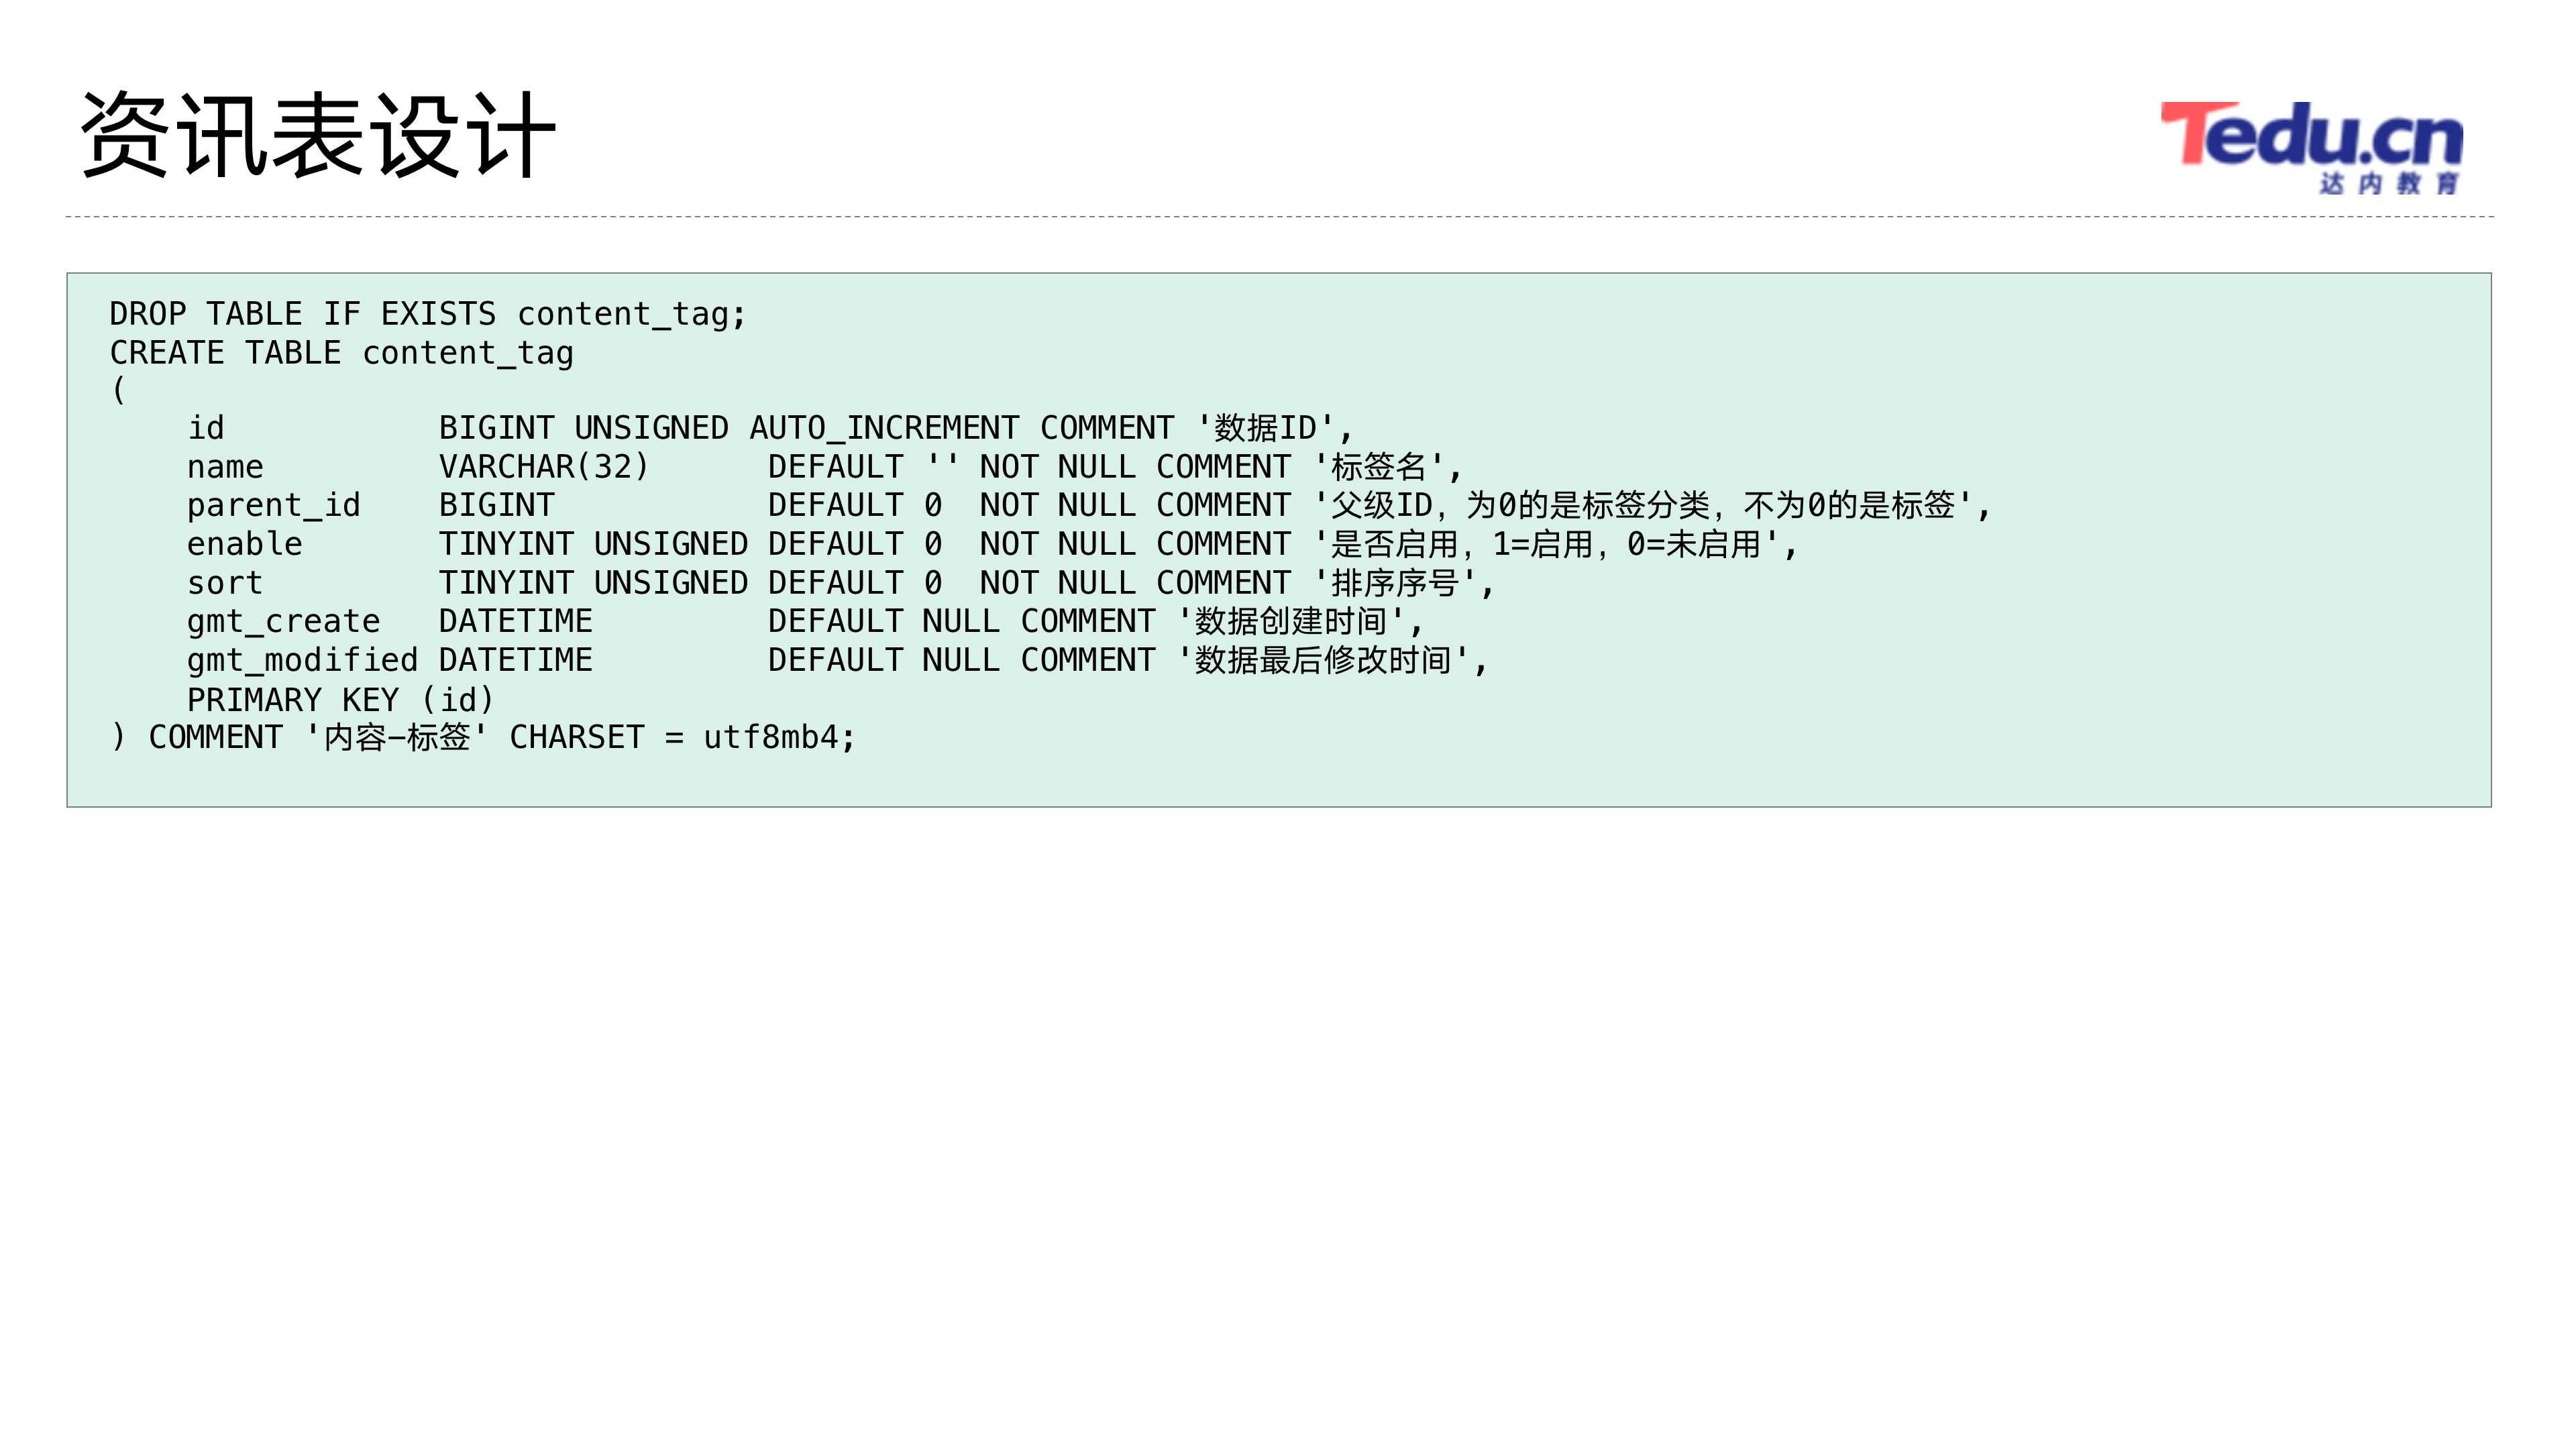 资讯表设计
Tedu.cn
达内教育
DROP TABLE IF EXISTS content_tag;
CREATE TABLE content_tag
(
    id           BIGINT UNSIGNED AUTO_INCREMENT COMMENT '数据ID',
    name         VARCHAR(32)      DEFAULT '' NOT NULL COMMENT '标签名',
    parent_id    BIGINT           DEFAULT 0  NOT NULL COMMENT '父级ID，为0的是标签分类，不为0的是标签',
    enable       TINYINT UNSIGNED DEFAULT 0  NOT NULL COMMENT '是否启用，1=启用，0=未启用',
    sort         TINYINT UNSIGNED DEFAULT 0  NOT NULL COMMENT '排序序号',
    gmt_create   DATETIME         DEFAULT NULL COMMENT '数据创建时间',
    gmt_modified DATETIME         DEFAULT NULL COMMENT '数据最后修改时间',
    PRIMARY KEY (id)
) COMMENT '内容-标签' CHARSET = utf8mb4;